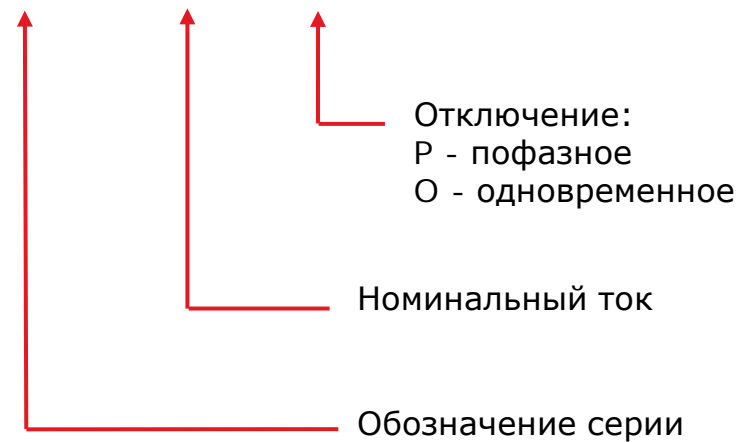 Отключение:
Р - пофазное
О - одновременное
Номинальный ток
Обозначение серии